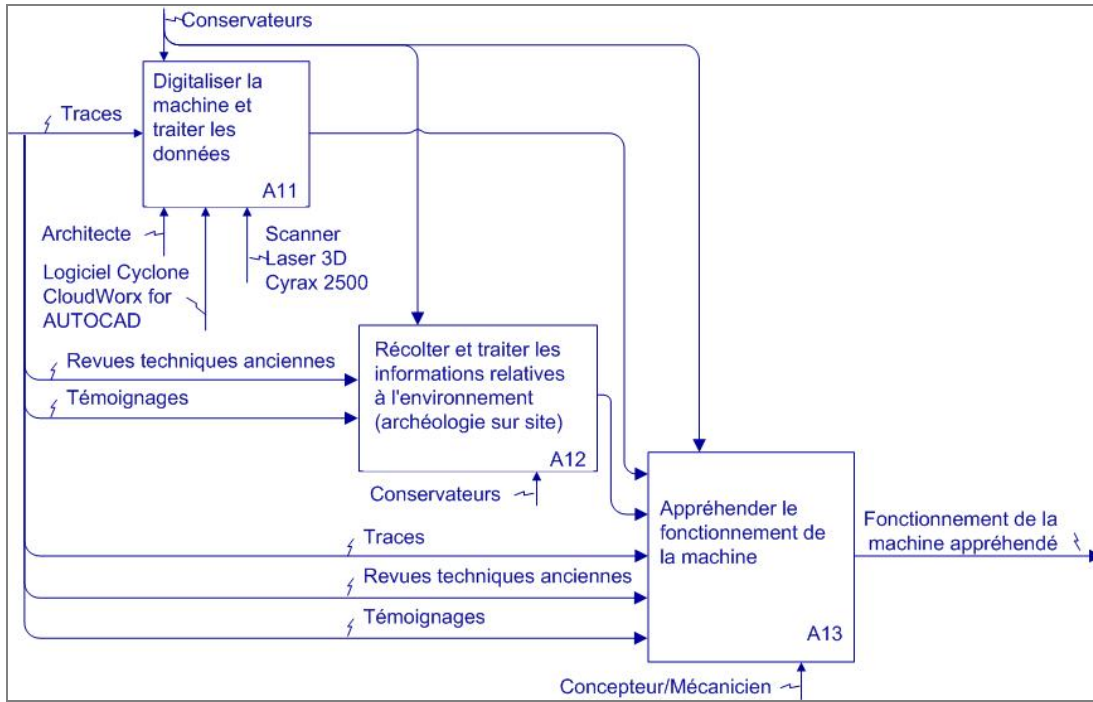 Conservateurs
Digitaliser la
machine et
traiter les
données
A11
Traces
Architecte
Logiciel Cyclone
CloudWorx for
AUTOCAD
Scanner
Laser 3D
Cyrax 2500
Revues techniques anciennes
Témoignages
Récolter et traiter les
informations relatives
à l'environnement
(archéologie sur site)
A12
Conservateurs
Traces
Revues techniques anciennes
Témoignages
Appréhender le
fonctionnement de
la machine
A13
Fonctionnement de la
machine appréhendé
Concepteur/Mécanicien